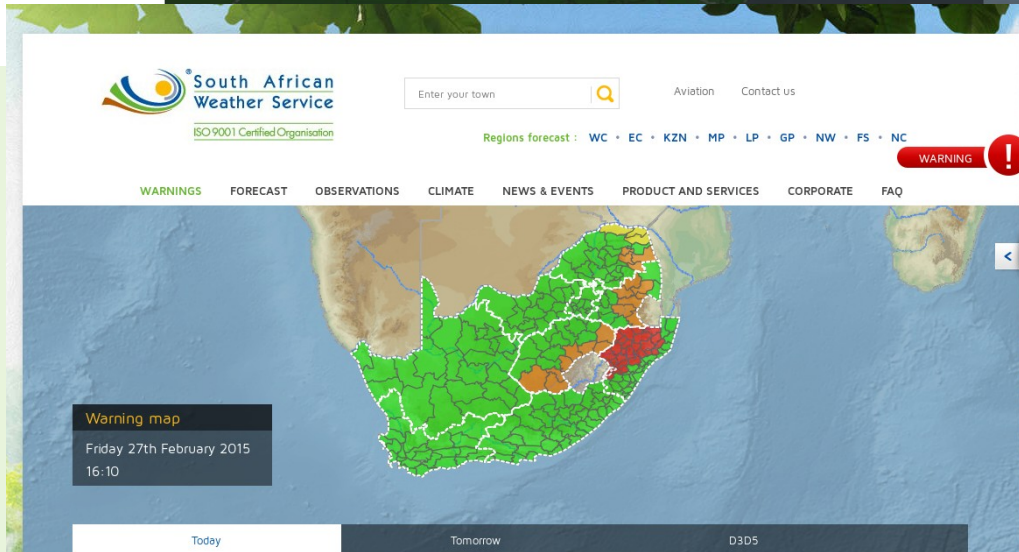 ® South African
Weather Service
ISO 9001 Certified Organisation
Enter your town
Aviation Contact us
Regions forecast : WC • EC • KZN • MP • LP • GP • NW • FS • NC
WARNING !
WARNINGS FORECAST OBSERVATIONS CLIMATE NEWS & EVENTS PRODUCT AND SERVICES CORPORATE FAQ
<
Warning map
Friday 27th February 2015
16:10
Today Tomorrow D3D5